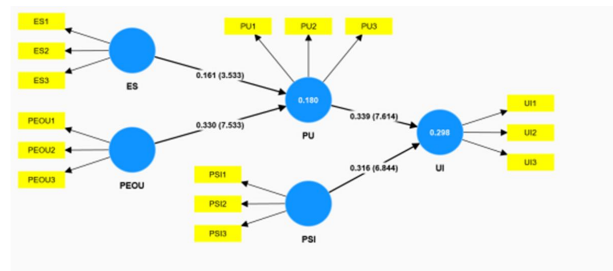 ES1
ES2
ES3
ES
0.161 (3.533)
PEOU1
PEOU2
PEOU3
PEOU
0.330 (7.533)
PU1
PU2
PU3
0.180
PU
0.339 (7.614)
PSI1
PSI2
PSI3
PSI
0.316 (6.844)
0.298
UI
UI1
UI2
UI3